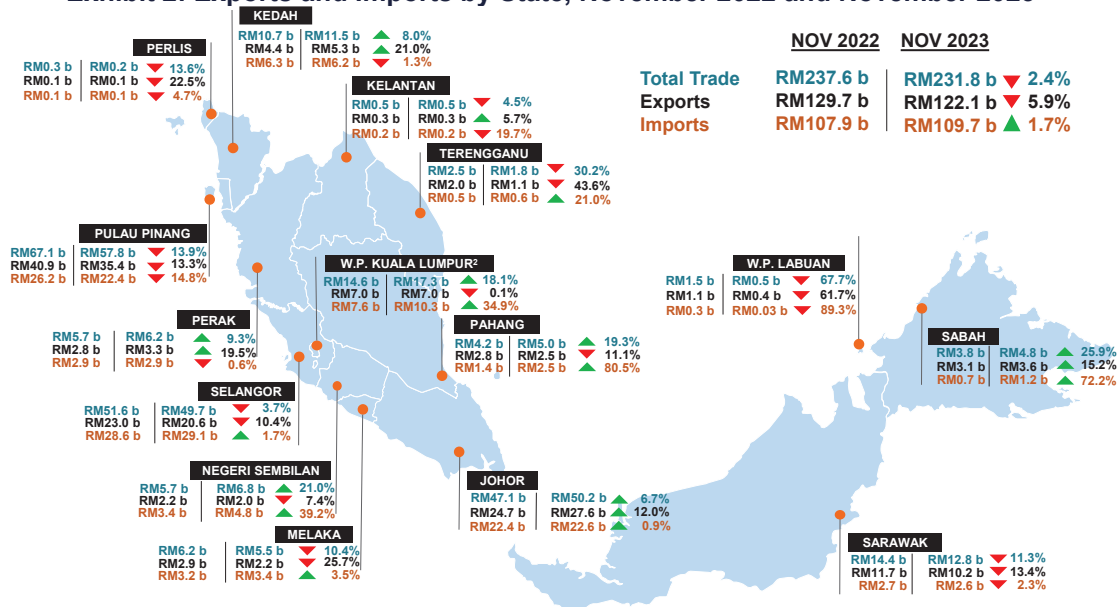 KEDAH
RM10.7 b RM11.5 b 8.0%
RM4.4 b RM5.3 b 21.0%
RM6.3 b RM6.2 b 1.3%
PERLIS
RM0.3 b RM0.2 b 13.6%
RM0.1 b RM0.1 b 22.5%
RM0.1 b RM0.1 b 4.7%
NOV 2022 NOV 2023
Total Trade RM237.6 b RM231.8 b 2.4%
Exports RM129.7 b RM122.1 b 5.9%
Imports RM107.9 b RM109.7 b 1.7%
KELANTAN
RM0.5 b RM0.5 b 4.5%
RM0.3 b RM0.3 b 5.7%
RM0.2 b RM0.2 b 19.7%
TERENGGANU
RM2.5 b RM1.8 b 30.2%
RM2.0 b RM1.1 b 43.6%
RM0.5 b RM0.6 b 21.0%
PULAU PINANG
RM67.1 b RM57.8 b 13.9%
RM40.9 b RM35.4 b 13.3%
RM26.2 b RM22.4 b 14.8%
W.P. KUALA LUMPUR²
RM14.6 b RM17.3 b 18.1%
RM7.0 b RM7.0 b 0.1%
RM7.6 b RM10.3 b 34.9%
W.P. LABUAN
RM1.5 b RM0.5 b 67.7%
RM1.1 b RM0.4 b 61.7%
RM0.3 b RM0.03 b 89.3%
PERAK
RM5.7 b RM6.2 b 9.3%
RM2.8 b RM3.3 b 19.5%
RM2.9 b RM2.9 b 0.6%
PAHANG
RM4.2 b RM5.0 b 19.3%
RM2.8 b RM2.5 b 11.1%
RM1.4 b RM2.5 b 80.5%
SABAH
RM3.8 b RM4.8 b 25.9%
RM3.1 b RM3.6 b 15.2%
RM0.7 b RM1.2 b 72.2%
SELANGOR
RM51.6 b RM49.7 b 3.7%
RM23.0 b RM20.6 b 10.4%
RM28.6 b RM29.1 b 1.7%
NEGERI SEMBILAN
RM5.7 b RM6.8 b 21.0%
RM2.2 b RM2.0 b 7.4%
RM3.4 b RM4.8 b 39.2%
JOHOR
RM47.1 b RM50.2 b 6.7%
RM24.7 b RM27.6 b 12.0%
RM22.4 b RM22.6 b 0.9%
MELAKA
RM6.2 b RM5.5 b 10.4%
RM2.9 b RM2.2 b 25.7%
RM3.2 b RM3.4 b 3.5%
SARAWAK
RM14.4 b RM12.8 b 11.3%
RM11.7 b RM10.2 b 13.4%
RM2.7 b RM2.6 b 2.3%